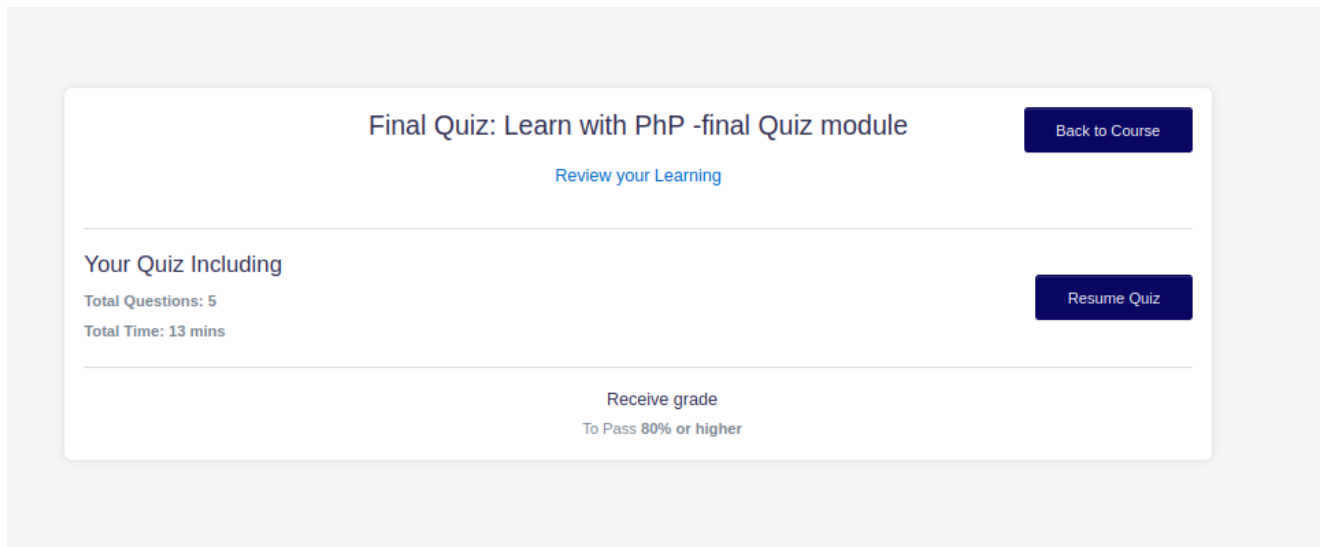 Final Quiz: Learn with PhP -final Quiz module
Back to Course
Review your Learning
Your Quiz Including
Total Questions: 5
Total Time: 13 mins
Resume Quiz
Receive grade
To Pass 80% or higher